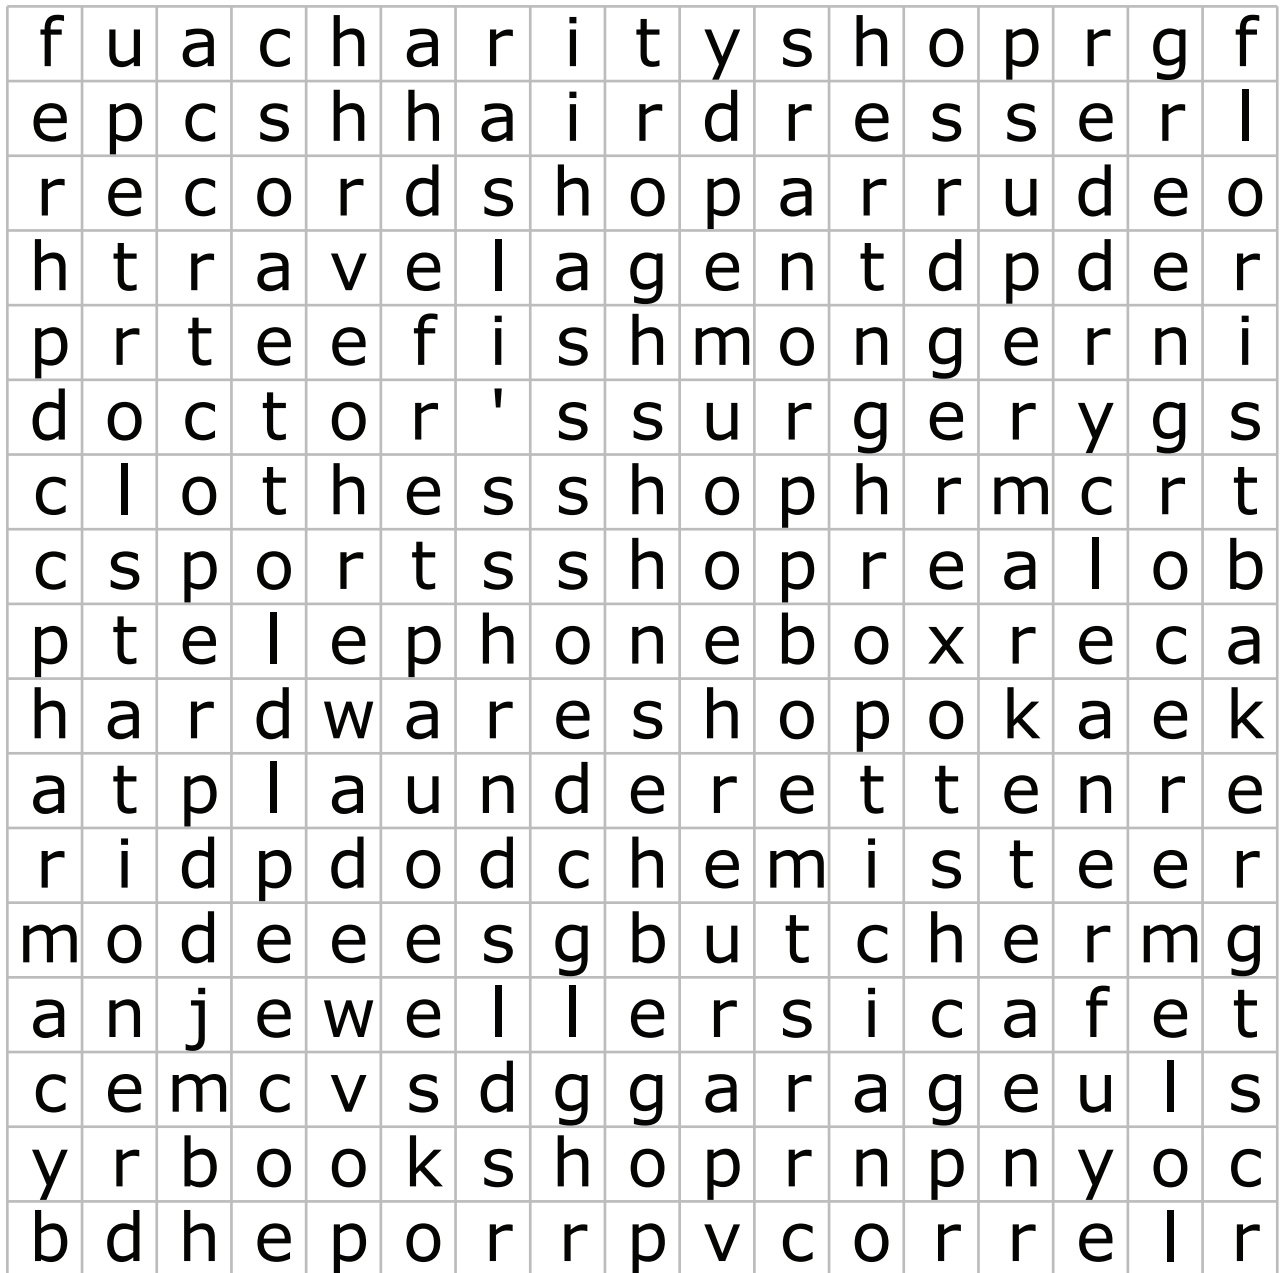 f u a c h a r i t y s h o p r g f
e p c s h h a i r d r e s s e r l
r e c o r d s h o p a r r u d e o
h t r a v e l a g e n t d p d e r
p r t e e f i s h m o n g e r n i
d o c t o r ' s s u r g e r y g s
c l o t h e s s h o p h r m c r t
c s p o r t s s h o p r e a l o b
p t e l e p h o n e b o x r e c a
h a r d w a r e s h o p o k a e k
a t p l a u n d e r e t t e n r e
r i d p d o d c h e m i s t e e r
m o d e e e s g b u t c h e r m g
a n j e w e l l e r s i c a f e t
c e m c v s d g g a r a g e u l s
y r b o o k s h o p r n p n y o c
b d h e p o r r p v c o r r e l r